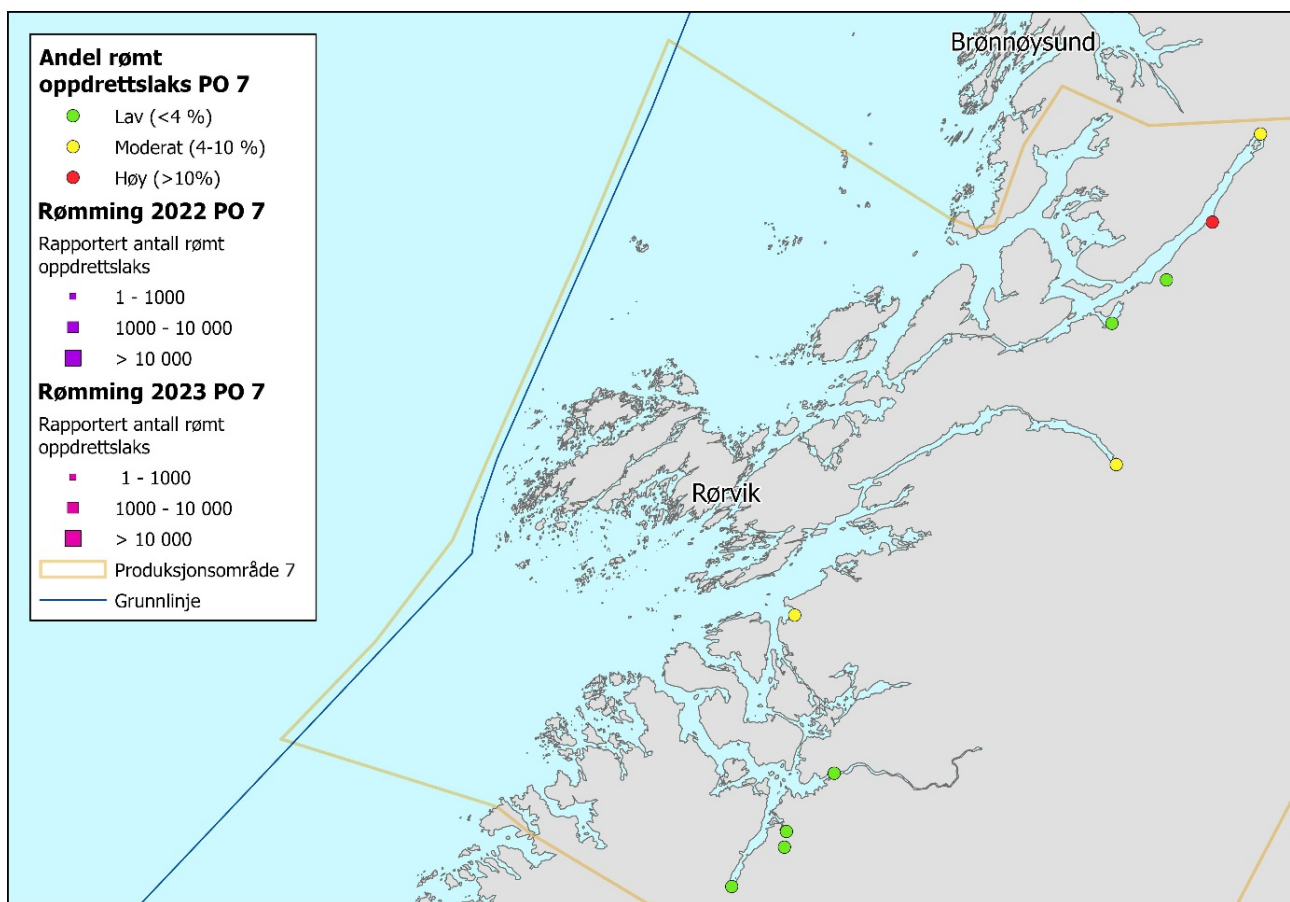 Andel rømt
oppdrettslaks PO 7
Lav (<4 %)
Moderat (4-10 %)
Høy (>10%)
Rømming 2022 PO 7
Rapportert antall rømt
oppdrettslaks
1 - 1000
1000 - 10 000
> 10 000
Rømming 2023 PO 7
Rapportert antall rømt
oppdrettslaks
1 - 1000
1000 - 10 000
> 10 000
Produksjonsområde 7
Grunnlinje
Brønnøysund
Rørvik